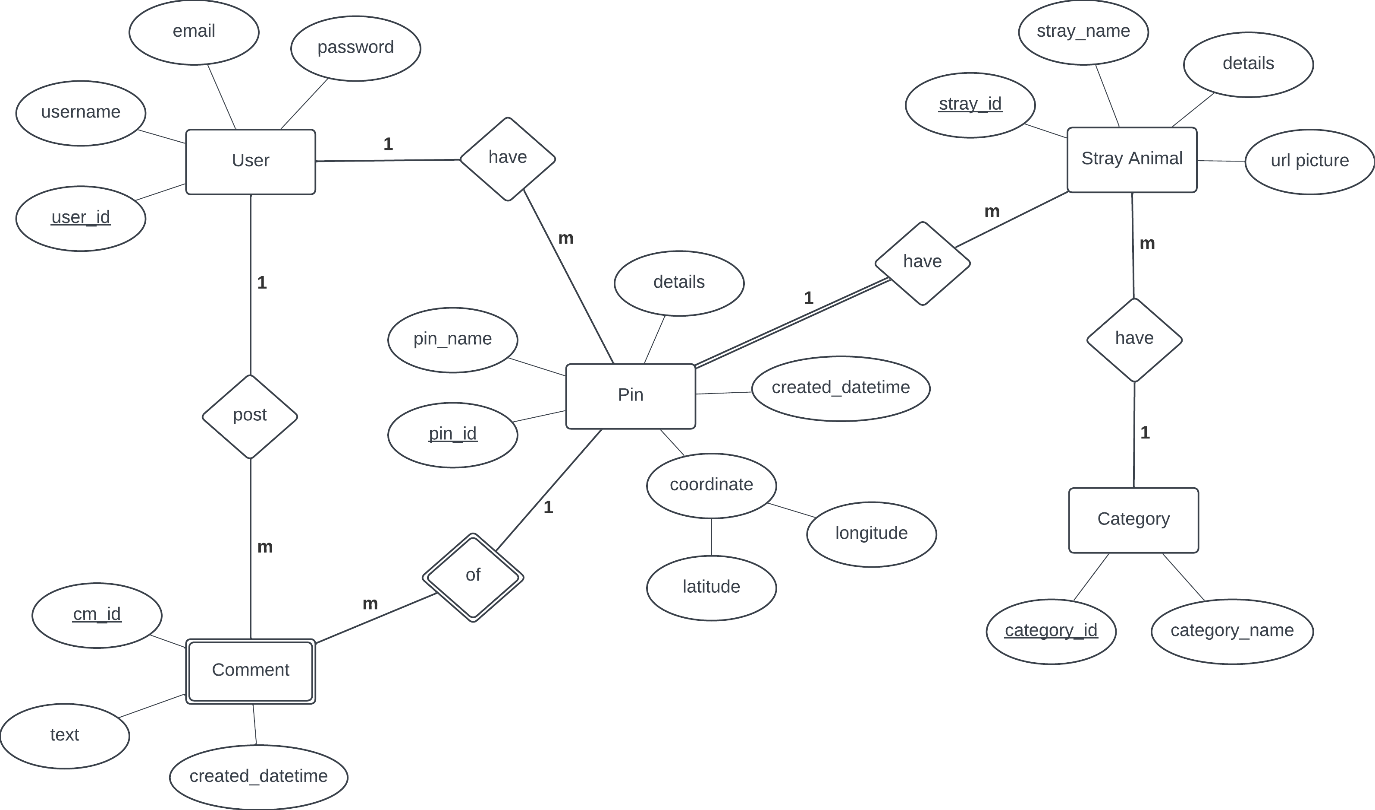 email
password
stray_name
details
username
stray_id
User
1
have
Stray Animal
url picture
user_id
m
m
m
have
1
details
1
pin_name
have
Pin
created_datetime
post
pin_id
1
coordinate
1
longitude
Category
m
of
latitude
m
cm_id
category_id
category_name
Comment
text
created_datetime